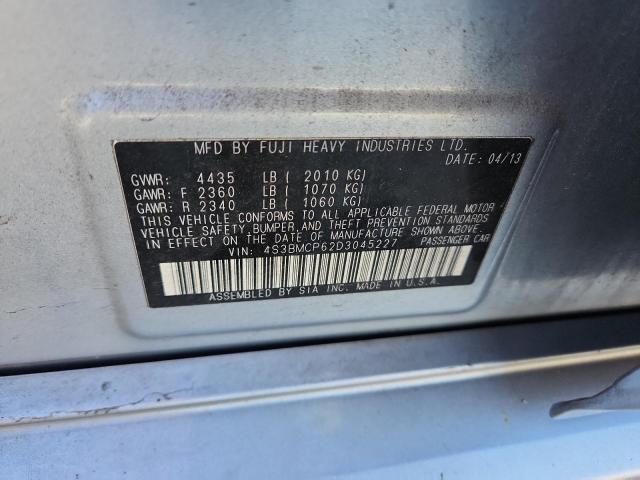 MFD BY FUJI HEAVY INDUSTRIES LTD.
DATE: 04/13
GVWR: 4435 LB ( 2010 KG)
GAWR: F 2360 LB ( 1070 KG)
GAWR: R 2340 LB ( 1060 KG)
THIS VEHICLE CONFORMS TO ALL APPLICABLE FEDERAL MOTOR
VEHICLE SAFETY, BUMPER, AND THEFT PREVENTION STANDARDS
IN EFFECT ON THE DATE OF MANUFACTURE SHOWN ABOVE.
VIN: 4S3BMCP62D3045227 PASSENGER CAR
ASSEMBLED BY SIA INC. MADE IN U.S.A.